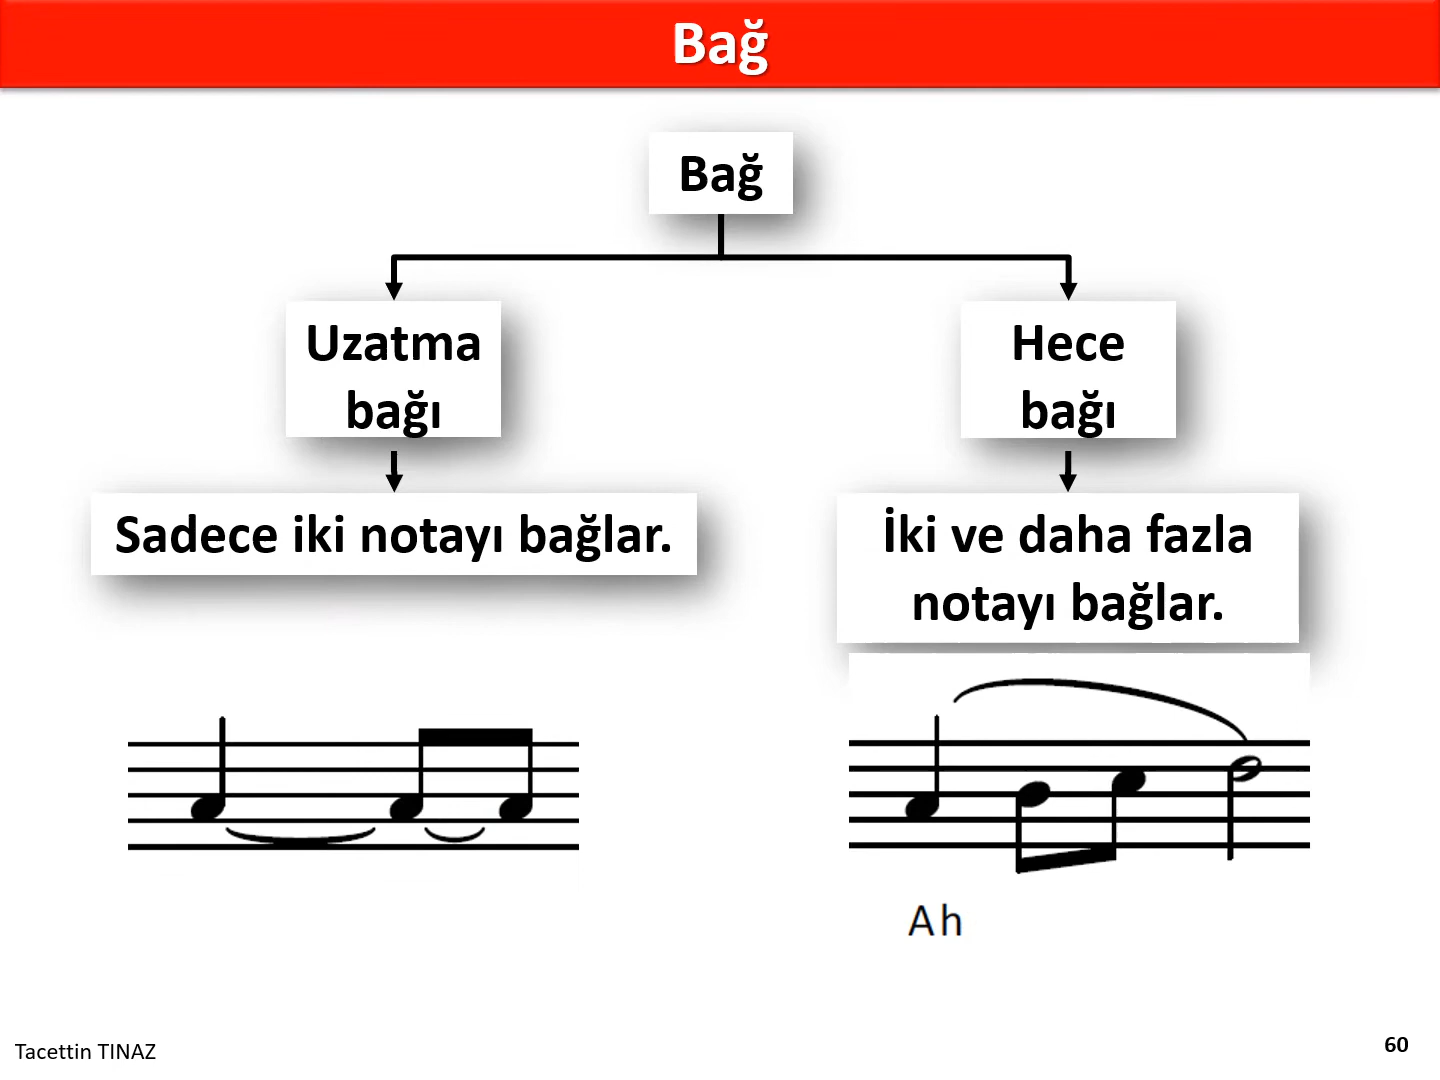 Bağ
Bağ
Uzatma
bağı
Hece
bağı
Sadece iki notayı bağlar.
İki ve daha fazla
notayı bağlar.
Ah
Tacettin TINAZ
60